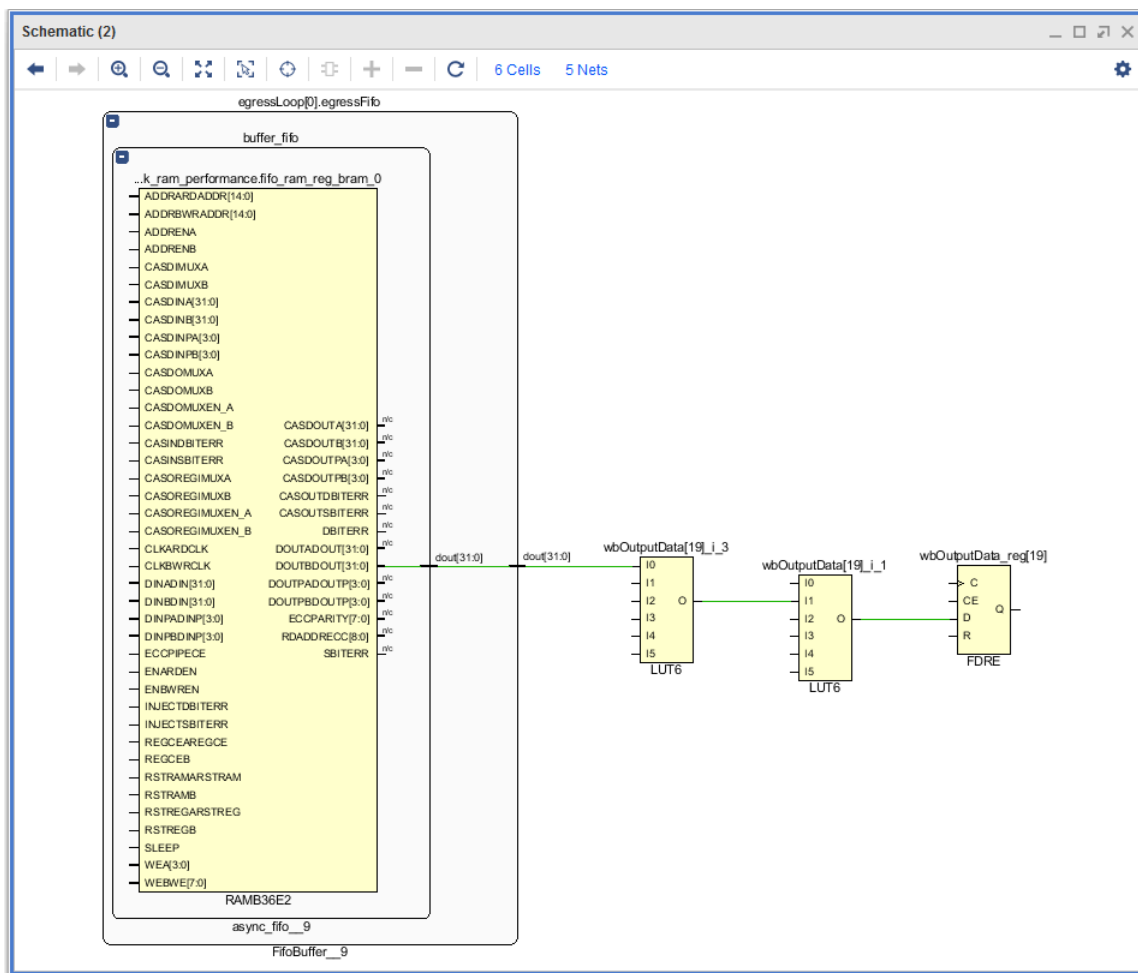 Schematic (2)
6 Cells
5 Nets
egressLoop[0].egressFifo
buffer_fifo
...k_ram_performance.fifo_ram_reg_bram_0
ADDRARDADDR[14:0]
ADDRBWRADDR[14:0]
ADDRENA
ADDRENB
CASDIMUXA
CASDIMUXB
CASDINA[31:0]
CASDINB[31:0]
CASDINPA[3:0]
CASDINPB[3:0]
CASDOMUXA
CASDOMUXB
CASDOMUXEN_A
CASDOMUXEN_B CASDOUTA[31:0] n/c
CASINDBITERR CASDOUTB[31:0] n/c
CASINSBITERR CASDOUTPA[3:0] n/c
CASOREGIMUXA CASDOUTPB[3:0] n/c
CASOREGIMUXB CASOUTDBITERR n/c
CASOREGIMUXEN_A CASOUTSBITERR n/c
CASOREGIMUXEN_B DBITERR n/c
CLKARDCLK DOUTADOUT[31:0] n/c
CLKBWRCLK DOUTBDOUT[31:0] dout[31:0] dout[31:0]
DINADIN[31:0] DOUTPADOUTP[3:0] n/c
DINBDIN[31:0] DOUTPBDOUTP[3:0] n/c
DINPADINP[3:0] ECCPARITY[7:0] n/c
DINPBDINP[3:0] RDADDRECC[8:0] n/c
ECCPIPECE SBITERR n/c
ENARDEN
ENBWREN
INJECTDBITERR
INJECTSBITERR
REGCEAREGCE
REGCEB
RSTRAMARSTRAM
RSTRAMB
RSTREGARSTREG
RSTREGB
SLEEP
WEA[3:0]
WEBWE[7:0]
RAMB36E2
async_fifo__9
FifoBuffer__9
wbOutputData[19]_i_3
I0
I1
I2 O
I3
I4
I5
LUT6
wbOutputData[19]_i_1
I0
I1
I2 O
I3
I4
I5
LUT6
wbOutputData_reg[19]
C
CE Q
D
R
FDRE